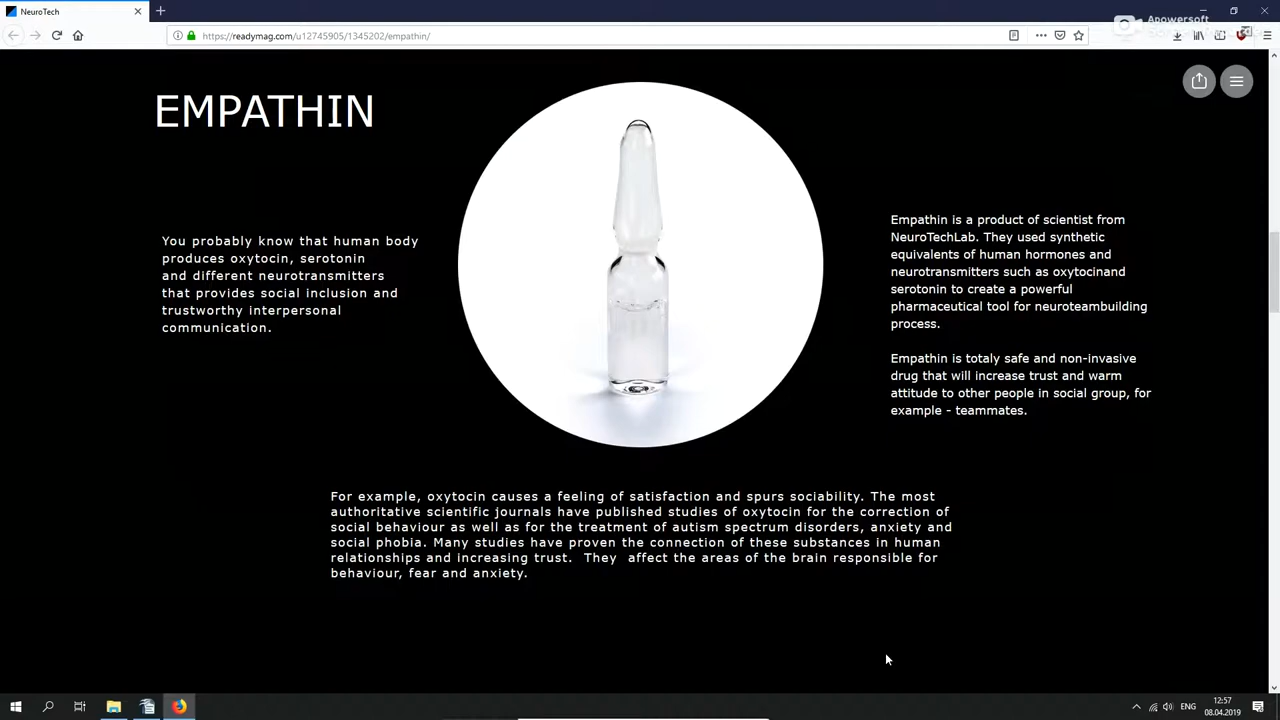 NeuroTech
Apowersoft
https://readymag.com/u12745905/1345202/empathin/
EMPATHIN
You probably know that human body
produces oxytocin, serotonin
and different neurotransmitters
that provides social inclusion and
trustworthy interpersonal
communication.
Empathin is a product of scientist from
NeuroTechLab. They used synthetic
equivalents of human hormones and
neurotransmitters such as oxytocinand
serotonin to create a powerful
pharmaceutical tool for neuroteambuilding
process.
Empathin is totaly safe and non-invasive
drug that will increase trust and warm
attitude to other people in social group, for
example - teammates.
For example, oxytocin causes a feeling of satisfaction and spurs sociability. The most
authoritative scientific journals have published studies of oxytocin for the correction of
social behaviour as well as for the treatment of autism spectrum disorders, anxiety and
social phobia. Many studies have proven the connection of these substances in human
relationships and increasing trust.  They  affect the areas of the brain responsible for
behaviour, fear and anxiety.
ENG
12:57
08.04.2019